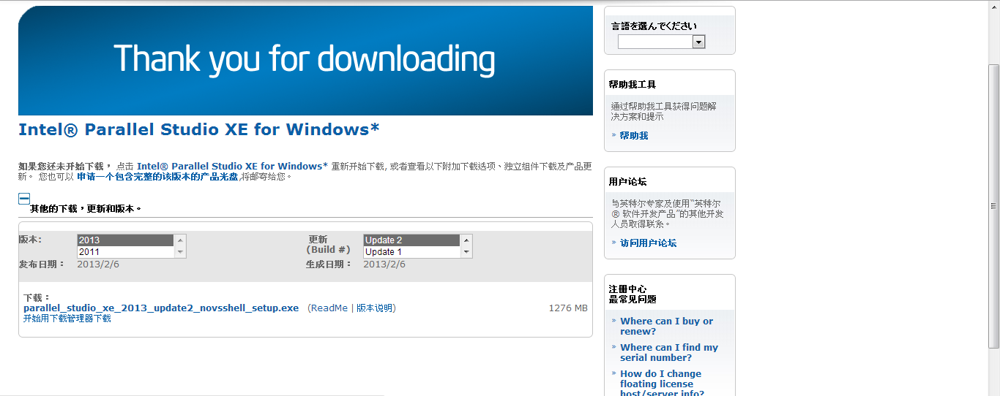 Thank you for downloading
Intel® Parallel Studio XE for Windows*
如果您还未开始下载， 点击 Intel® Parallel Studio XE for Windows* 重新开始下载, 或者查看以下附加下载选项、独立组件下载及产品更
新。 您也可以 申请一个包含完整的该版本的产品光盘,将邮寄给您。
其他的下载，更新和版本。
版本:
2013
2011
更新
(Build #)
Update 2
Update 1
发布日期：
2013/2/6
生成日期：
2013/2/6
下载：
parallel_studio_xe_2013_update2_novsshell_setup.exe (ReadMe | 版本说明) 1276 MB
开始用下载管理器下载
言語を選んでください
帮助我工具
通过帮助我工具获得问题解
决方案和提示
» 帮助我
用户论坛
与英特尔专家及使用“英特尔
® 软件开发产品”的其他开发
人员取得联系。
» 访问用户论坛
注册中心
最常见问题
» Where can I buy or
renew?
» Where can I find my
serial number?
» How do I change
floating license
host/server info?